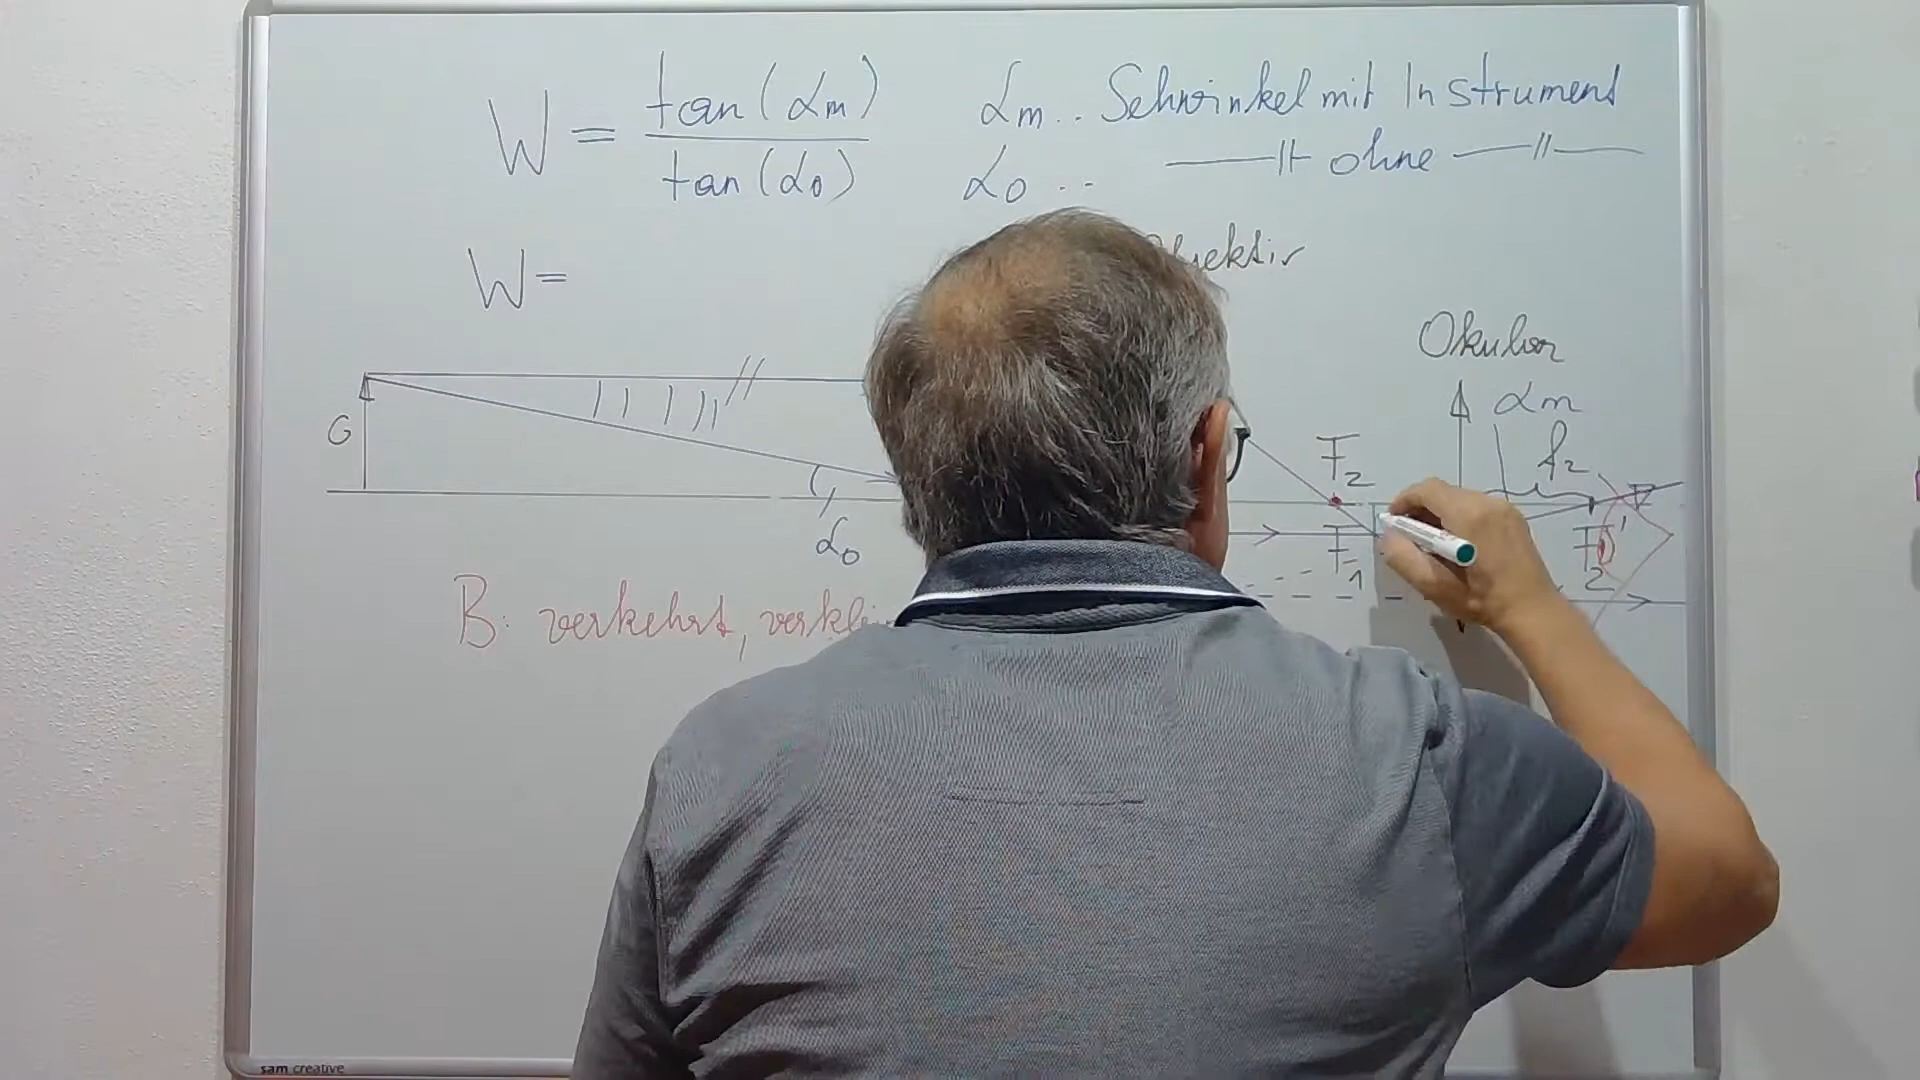 W = tan(αm) / tan(α0)
αm .. Sehwinkel mit Instrument
α0 .. —||— ohne —||—
W =
Okular
αm
G
f2
F2
F1
F2'
α0
B: verkehrt,
sam creative